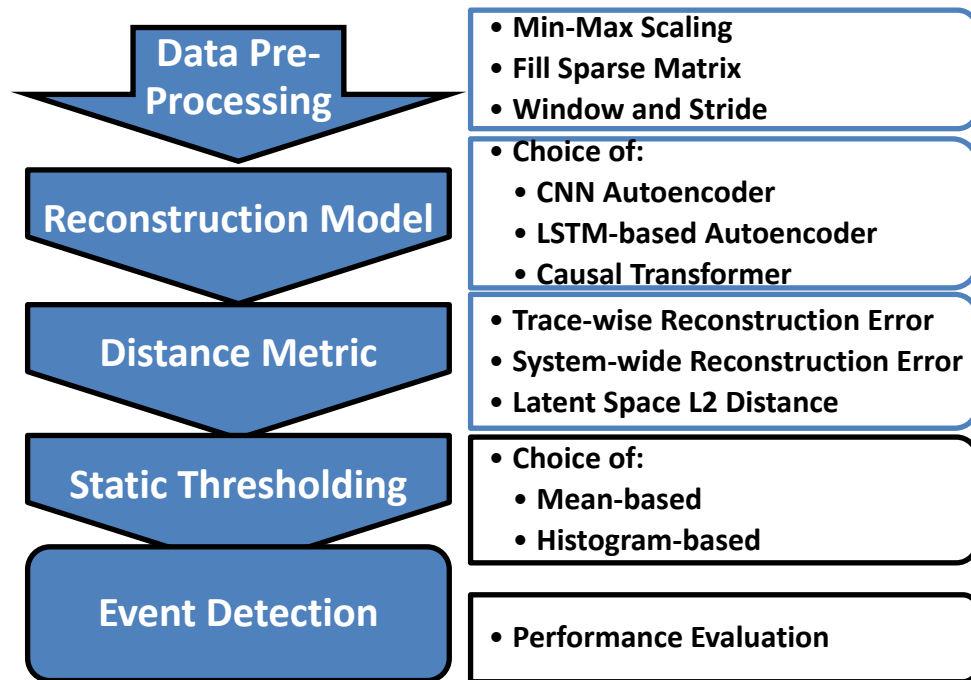 Data Pre-
Processing
• Min-Max Scaling
• Fill Sparse Matrix
• Window and Stride
Reconstruction Model
• Choice of:
• CNN Autoencoder
• LSTM-based Autoencoder
• Causal Transformer
Distance Metric
• Trace-wise Reconstruction Error
• System-wide Reconstruction Error
• Latent Space L2 Distance
Static Thresholding
• Choice of:
• Mean-based
• Histogram-based
Event Detection
• Performance Evaluation